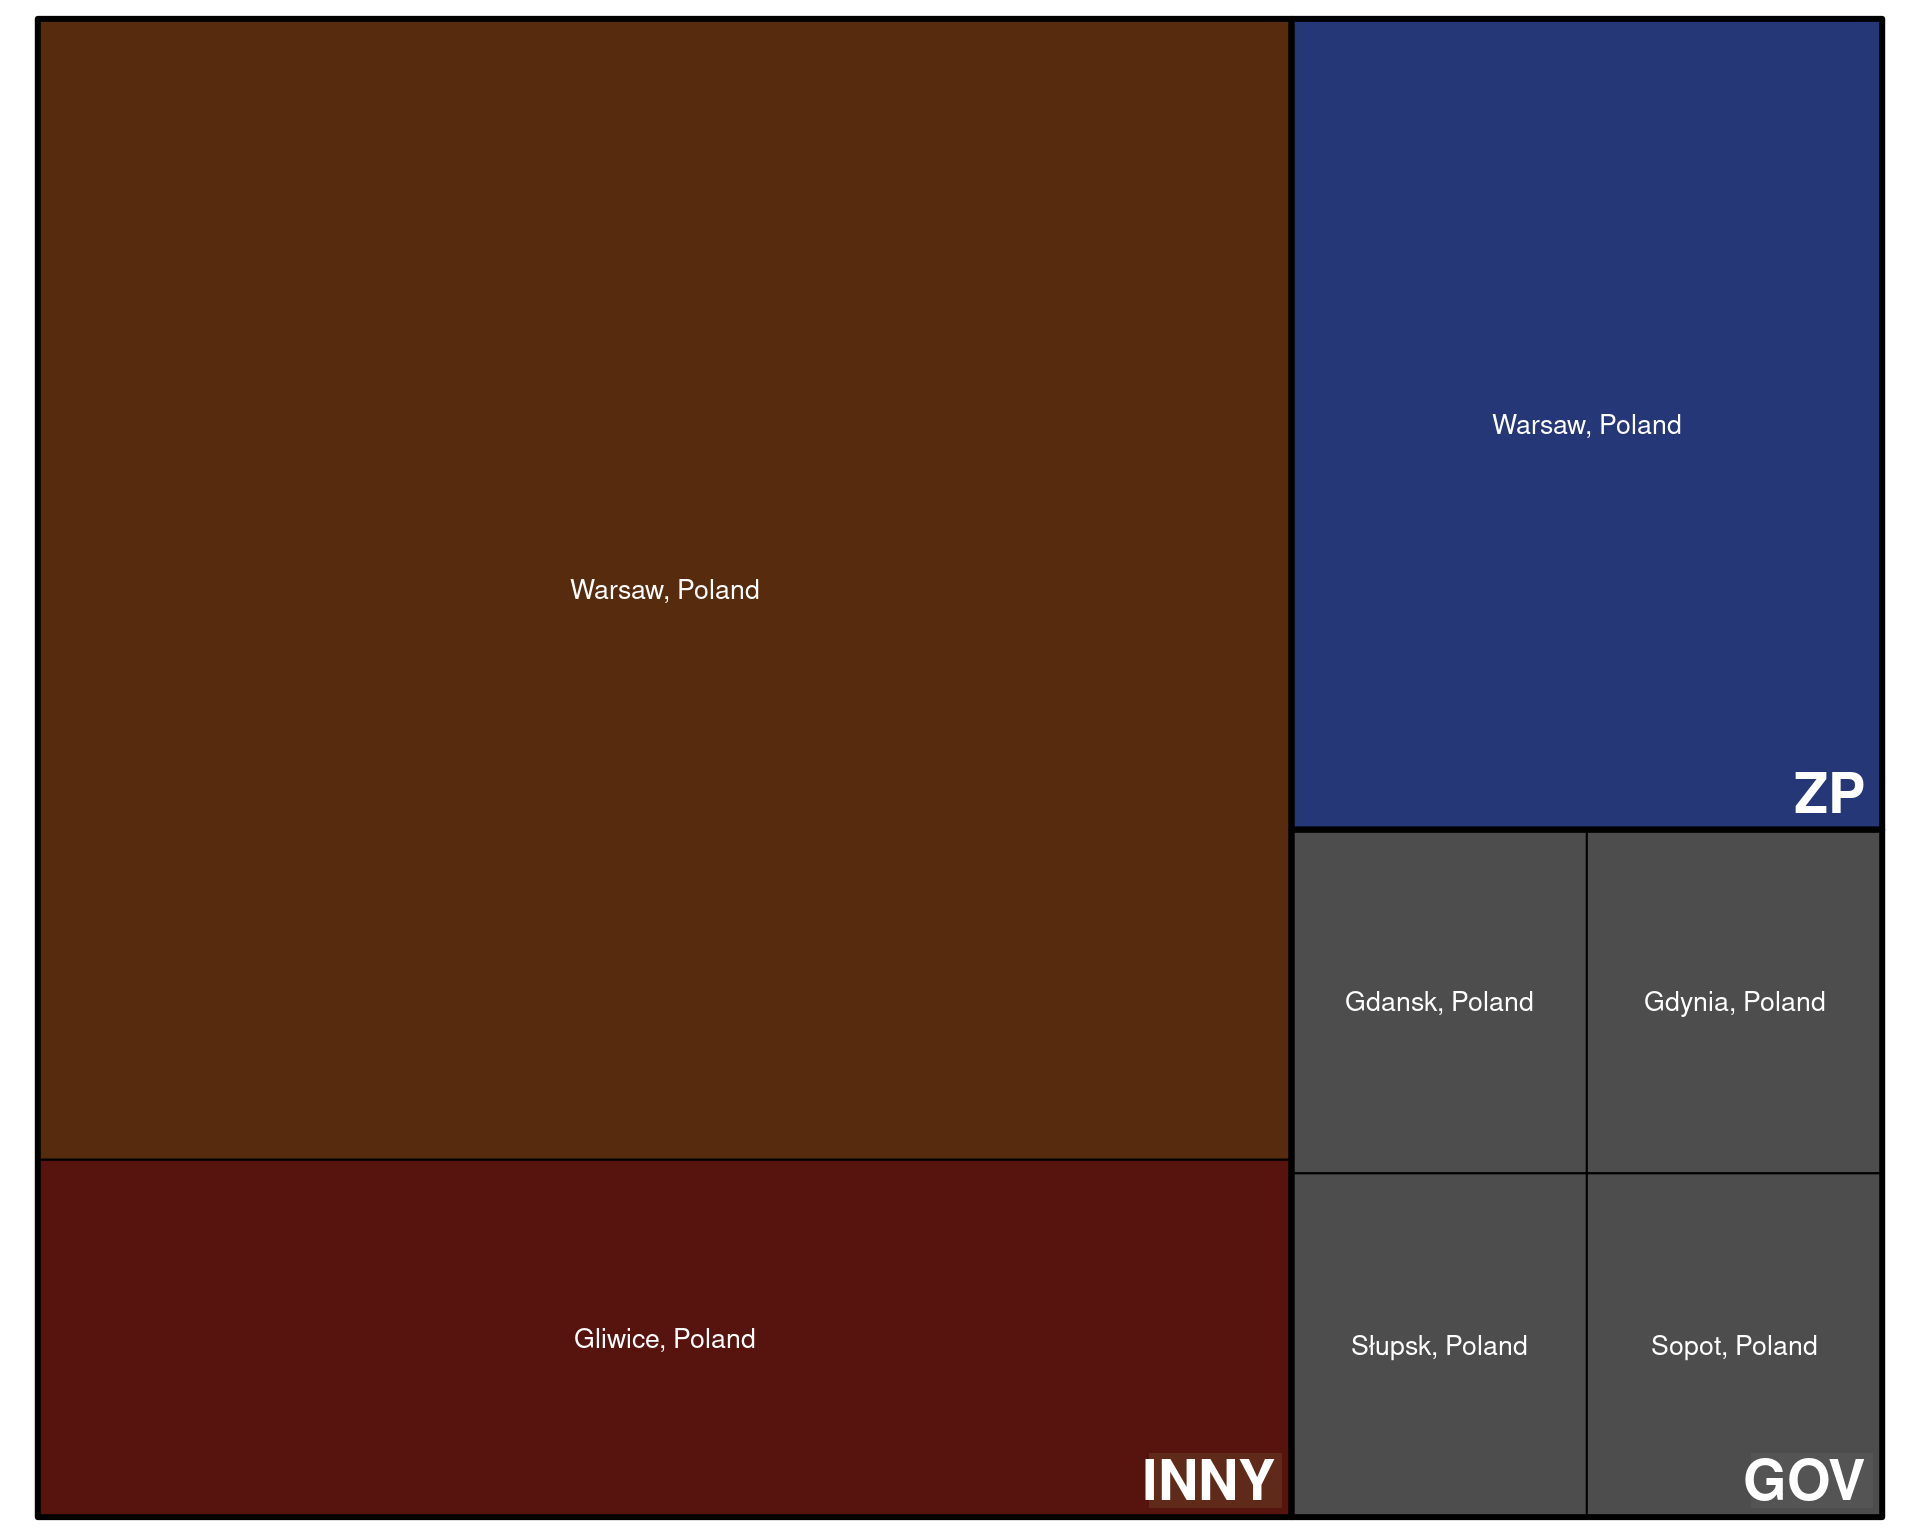 Warsaw, Poland
Gliwice, Poland
INNY
Warsaw, Poland
ZP
Gdansk, Poland
Gdynia, Poland
Słupsk, Poland
Sopot, Poland
GOV